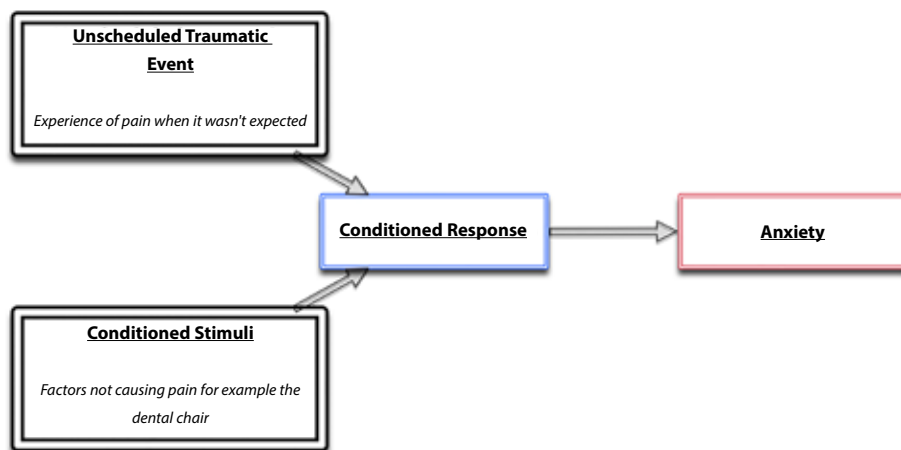 Unscheduled Traumatic
Event
Experience of pain when it wasn't expected
Conditioned Response
Anxiety
Conditioned Stimuli
Factors not causing pain for example the
dental chair